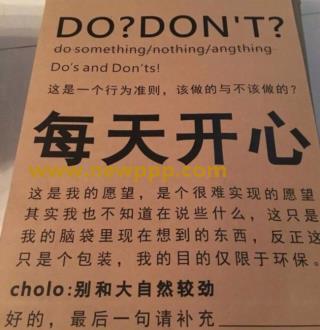 DO?DON'T?
do something/nothing/angthing
Do's and Don'ts!
这是一个行为准则，该做的与不该做的？
每天开心
www.newppp.com
这是我的愿望，是个很难实现的愿望
其实我也不知道在说些什么，这只是
我的脑袋里现在想到的东西，反正这
只是个包装，我的目的仅限于环保。
cholo:别和大自然较劲
好的，最后一句请补充